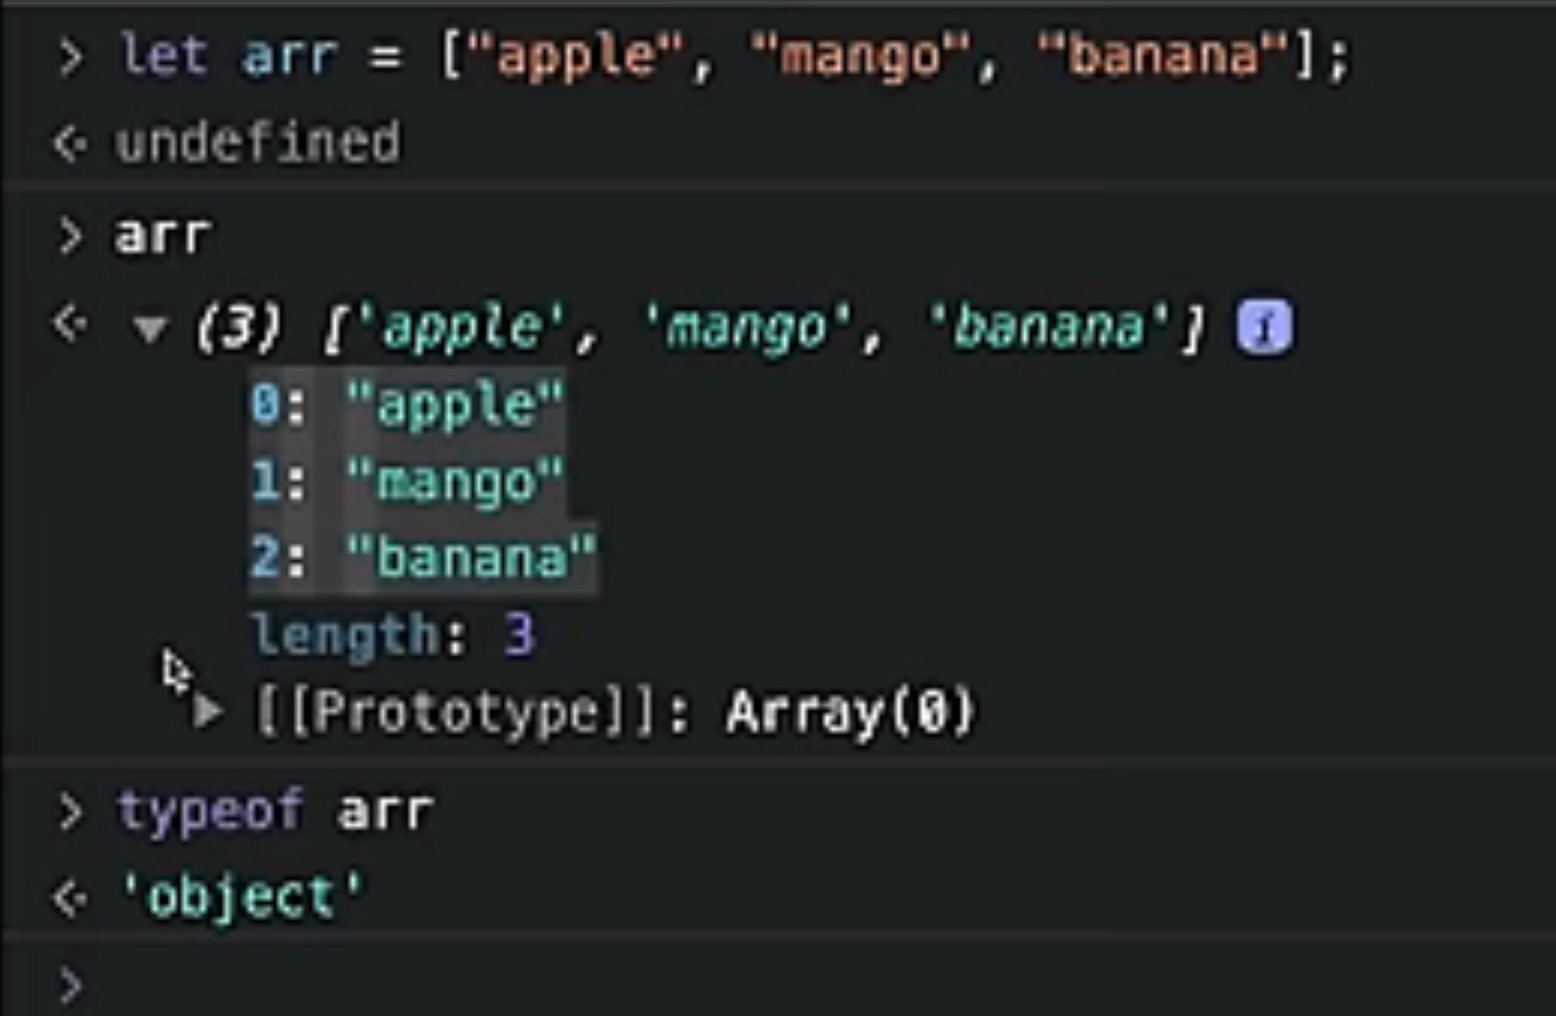 > let arr = ["apple", "mango", "banana"];
undefined
> arr
(3) ['apple', 'mango', 'banana'] i
0: "apple"
1: "mango"
2: "banana"
length: 3
[[Prototype]]: Array(0)
> typeof arr
'object'
>